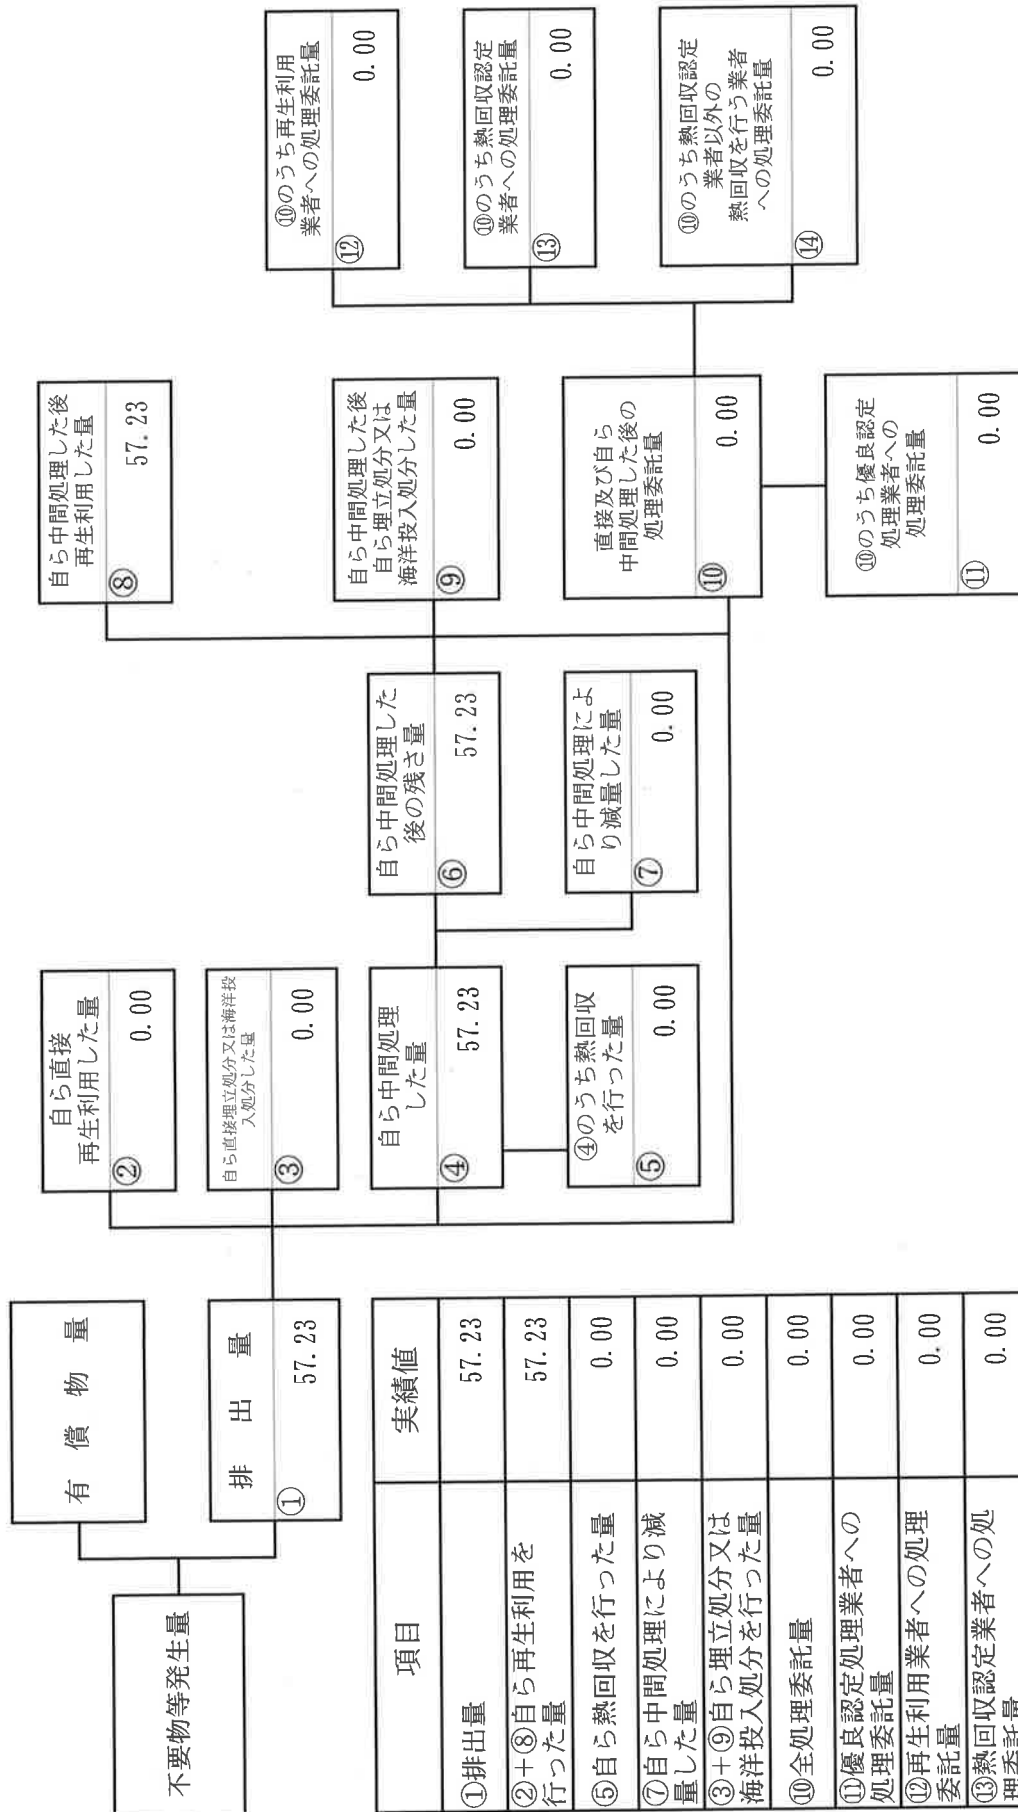 不要物等発生量
有償物量
排出量
①
57.23
自ら直接
再生利用した量
②
0.00
自ら直接埋立処分又は海洋投
入処分した量
③
0.00
自ら中間処理
した量
④
57.23
④のうち熱回収
を行った量
⑤
0.00
自ら中間処理した
後の残さ量
⑥
57.23
自ら中間処理によ
り減量した量
⑦
0.00
自ら中間処理した後
再生利用した量
⑧
57.23
自ら中間処理した後
自ら埋立処分又は
海洋投入処分した量
⑨
0.00
直接及び自ら
中間処理した後の
処理委託量
⑩
0.00
⑩のうち優良認定
処理業者への
処理委託量
⑪
0.00
⑩のうち再生利用
業者への処理委託量
⑫
0.00
⑩のうち熱回収認定
業者への処理委託量
⑬
0.00
⑩のうち熱回収認定
業者以外の
熱回収を行う業者
への処理委託量
⑭
0.00
項目 実績値
①排出量 57.23
②+⑧自ら再生利用を
行った量 57.23
⑤自ら熱回収を行った量 0.00
⑦自ら中間処理により減
量した量 0.00
③+⑨自ら埋立処分又は
海洋投入処分を行った量 0.00
⑩全処理委託量 0.00
⑪優良認定処理業者への
処理委託量 0.00
⑫再生利用業者への処理
委託量 0.00
⑬熱回収認定業者への処
理委託量 0.00